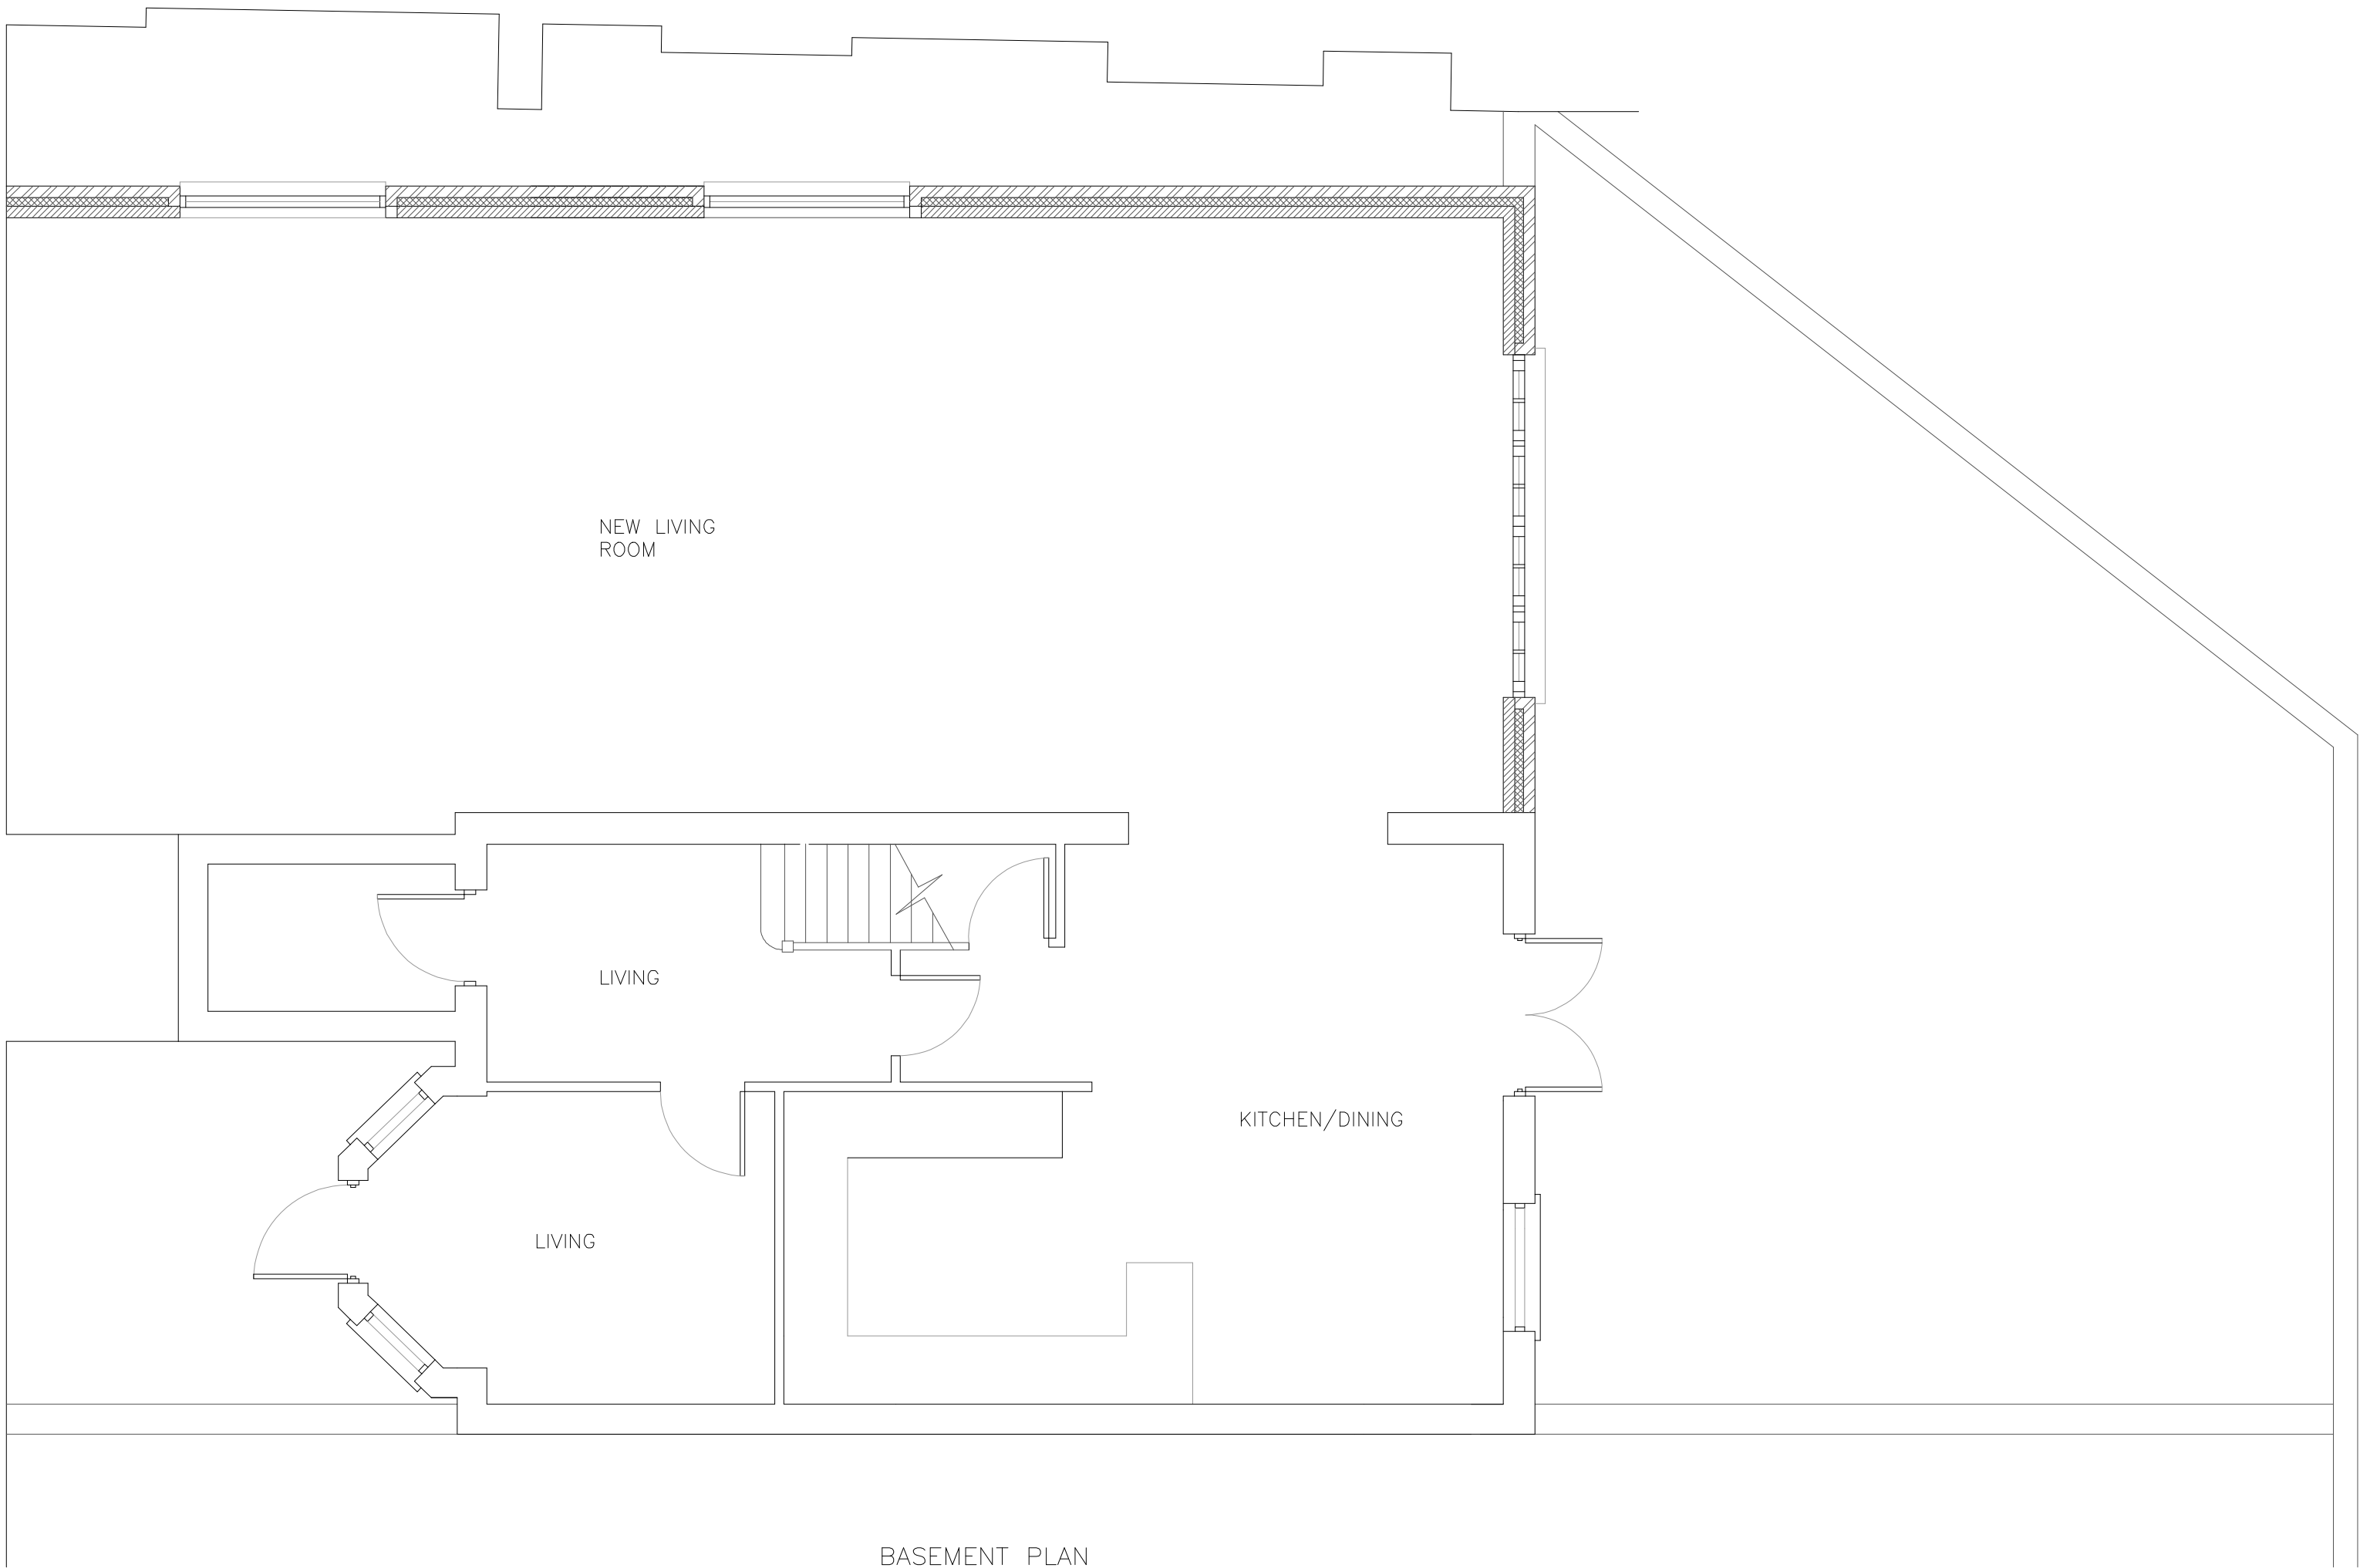 NEW LIVING
ROOM
LIVING
KITCHEN/DINING
LIVING
BASEMENT PLAN